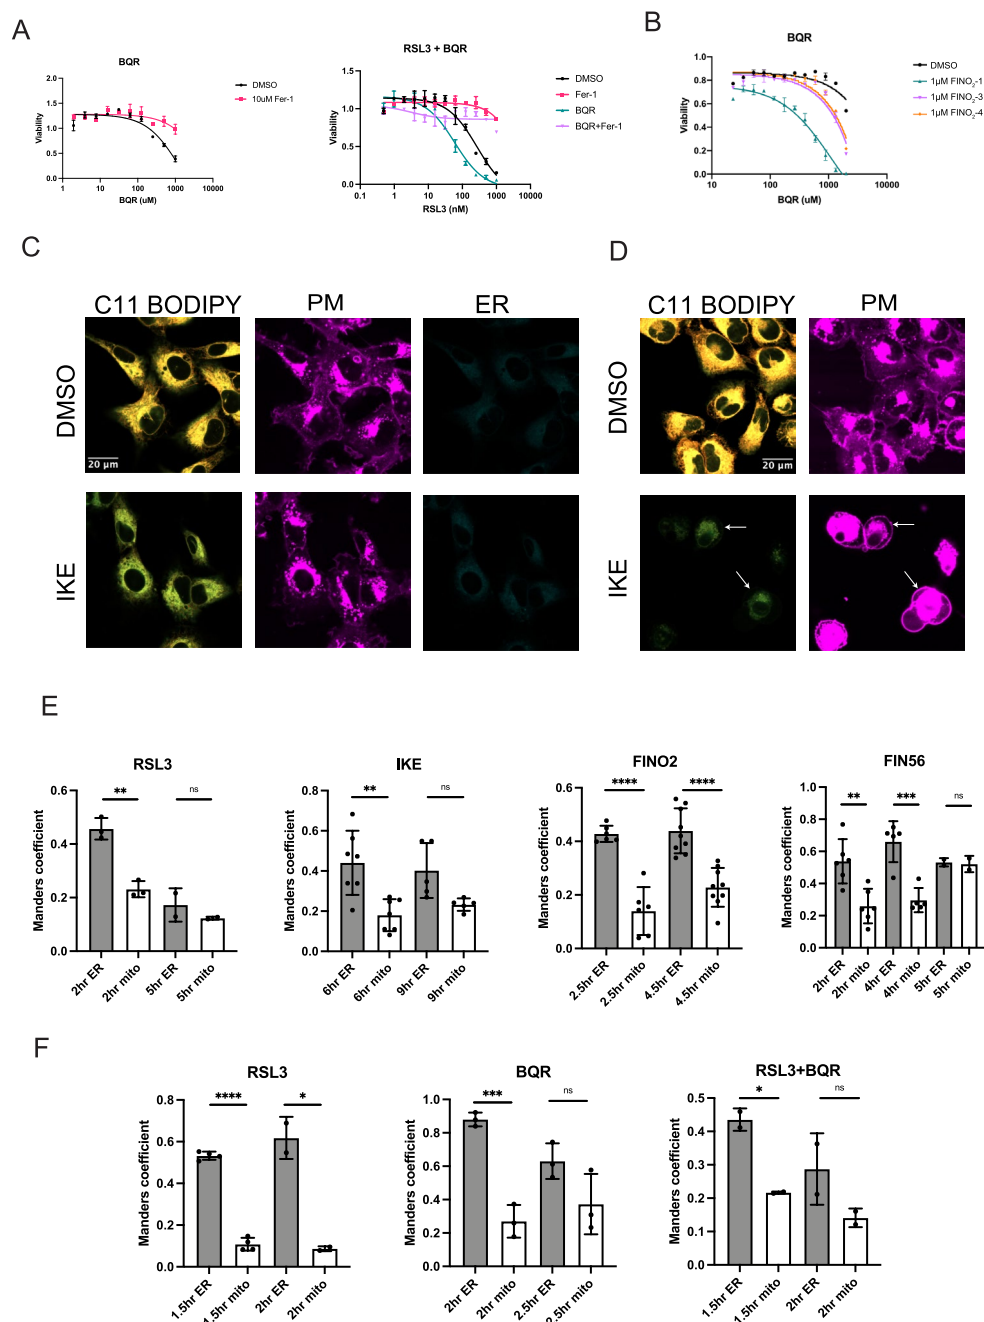 A
BQR
Viability
2.0
1.5
1.0
0.5
0.0
1
10
100
1000
10000
BQR (uM)
DMSO
10uM Fer-1
RSL3 + BQR
Viability
1.5
1.0
0.5
0.0
0.1
10
1000
10
100
1000
10000
RSL3 (nM)
DMSO
Fer-1
BQR
BQR+Fer-1
B
BQR
Viability
1.0
0.8
0.6
0.4
0.2
0.0
10
100
1000
10000
BQR (uM)
DMSO
1μM FINO2-1
1μM FINO2-3
1μM FINO2-4
C
C11 BODIPY
PM
ER
DMSO
20 μm
IKE
D
C11 BODIPY
PM
DMSO
20 μm
IKE
E
RSL3
Manders coefficient
0.6
0.4
0.2
0.0
**
ns
2hr ER
2hr mito
5hr ER
5hr mito
IKE
Manders coefficient
0.8
0.6
0.4
0.2
0.0
**
ns
6hr ER
6hr mito
9hr ER
9hr mito
FINO2
Manders coefficient
0.6
0.4
0.2
0.0
****
****
2.5hr ER
2.5hr mito
4.5hr ER
4.5hr mito
FIN56
Manders coefficient
1.0
0.8
0.6
0.4
0.2
0.0
**
***
ns
2hr ER
2hr mito
4hr ER
4hr mito
5hr ER
5hr mito
F
RSL3
Manders coefficient
0.8
0.6
0.4
0.2
0.0
****
*
1.5hr ER
1.5hr mito
2hr ER
2hr mito
BQR
Manders coefficient
1.0
0.8
0.6
0.4
0.2
0.0
***
ns
2hr ER
2hr mito
2.5hr ER
2.5hr mito
RSL3+BQR
Manders coefficient
0.5
0.4
0.3
0.2
0.1
0.0
*
ns
1.5hr ER
1.5hr mito
2hr ER
2hr mito